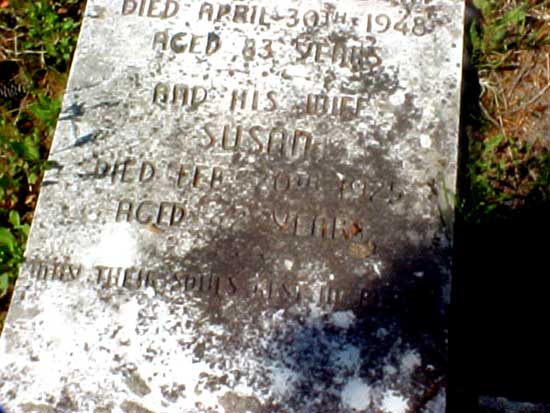 DIED APRIL 30TH 1948
AGED 83 YEARS
AND HIS WIFE
SUSAN
DIED FEB 1925
AGED YEARS
MAY THEIR SOULS REST IN